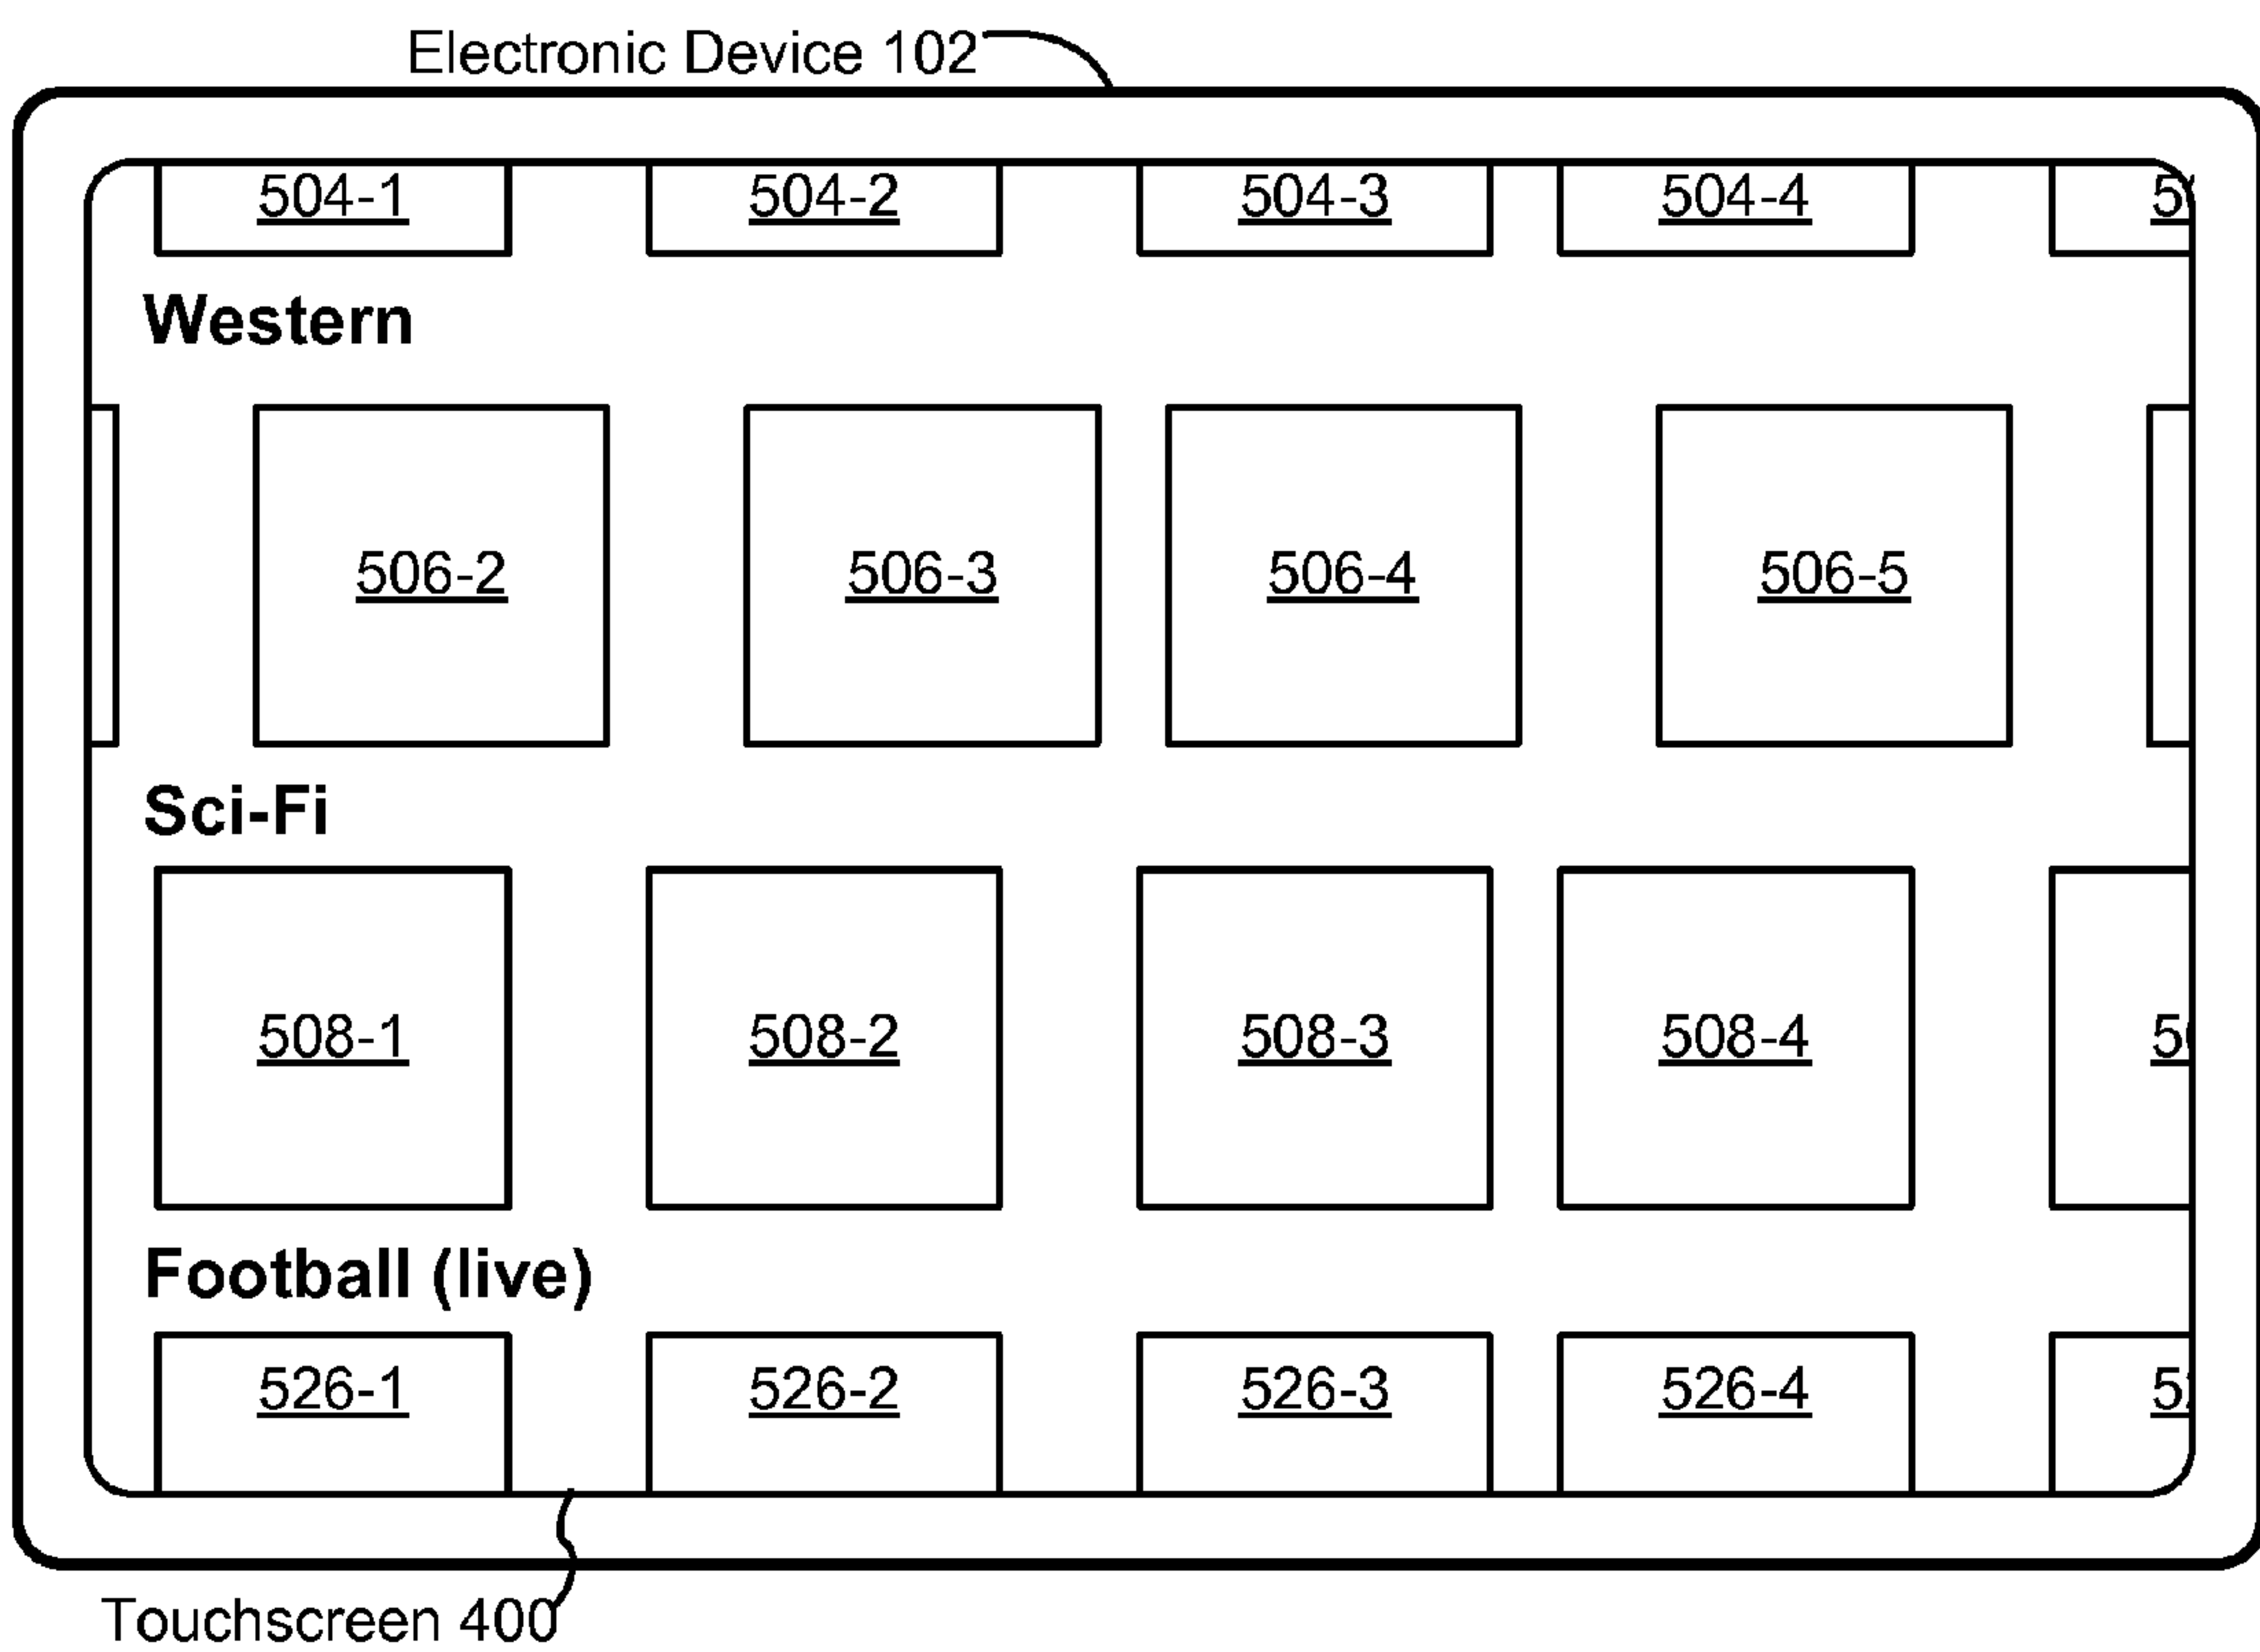 Electronic Device 102
504-1 504-2 504-3 504-4
Western
506-2 506-3 506-4 506-5
Sci-Fi
508-1 508-2 508-3 508-4
Football (live)
526-1 526-2 526-3 526-4
Touchscreen 400